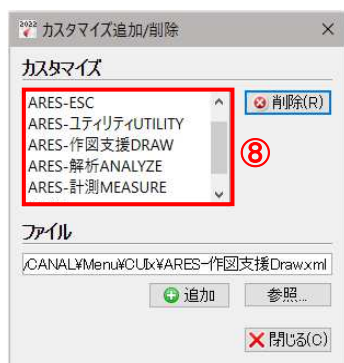 2022 カスタマイズ追加/削除
カスタマイズ
ARES-ESC
削除(R)
ARES-ユティリティUTILITY
ARES-作図支援DRAW
ARES-解析ANALYZE
ARES-計測MEASURE
⑧
ファイル
/CANAL¥Menu¥CUIx¥ARES-作図支援Draw.xml
追加
参照...
閉じる(C)